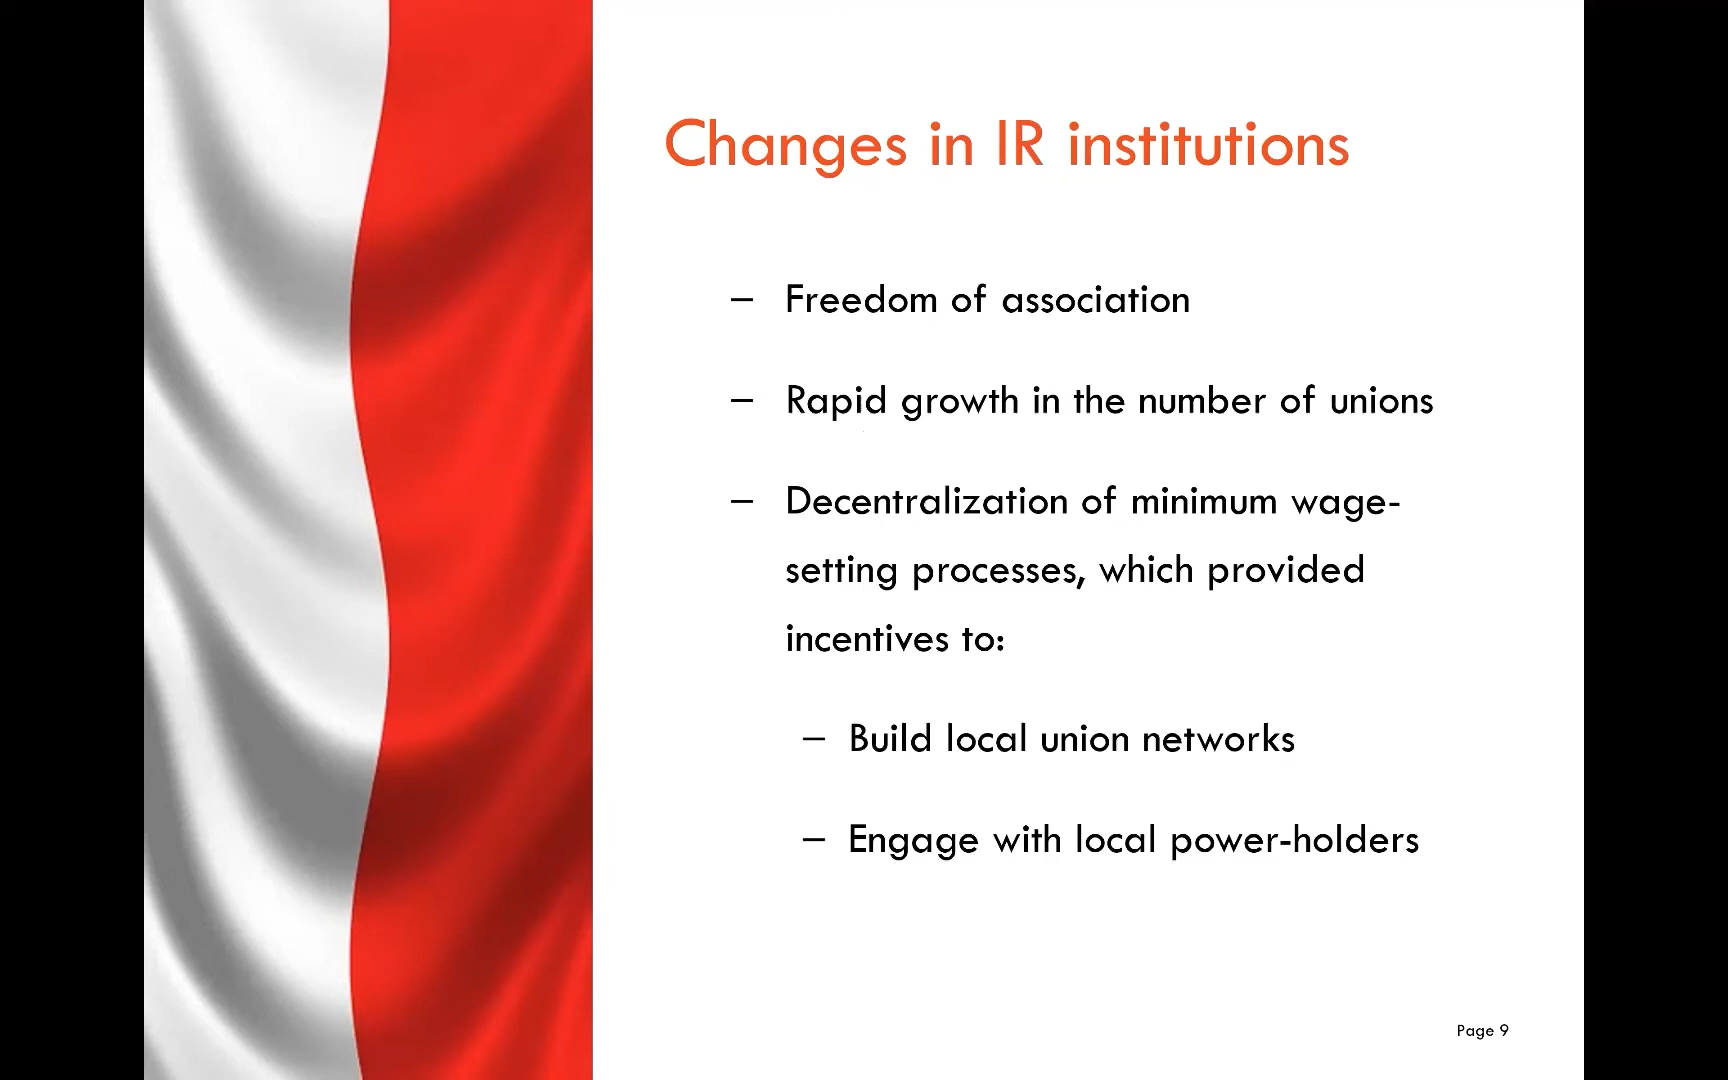 Changes in IR institutions
– Freedom of association
– Rapid growth in the number of unions
– Decentralization of minimum wage-
setting processes, which provided
incentives to:
– Build local union networks
– Engage with local power-holders
Page 9